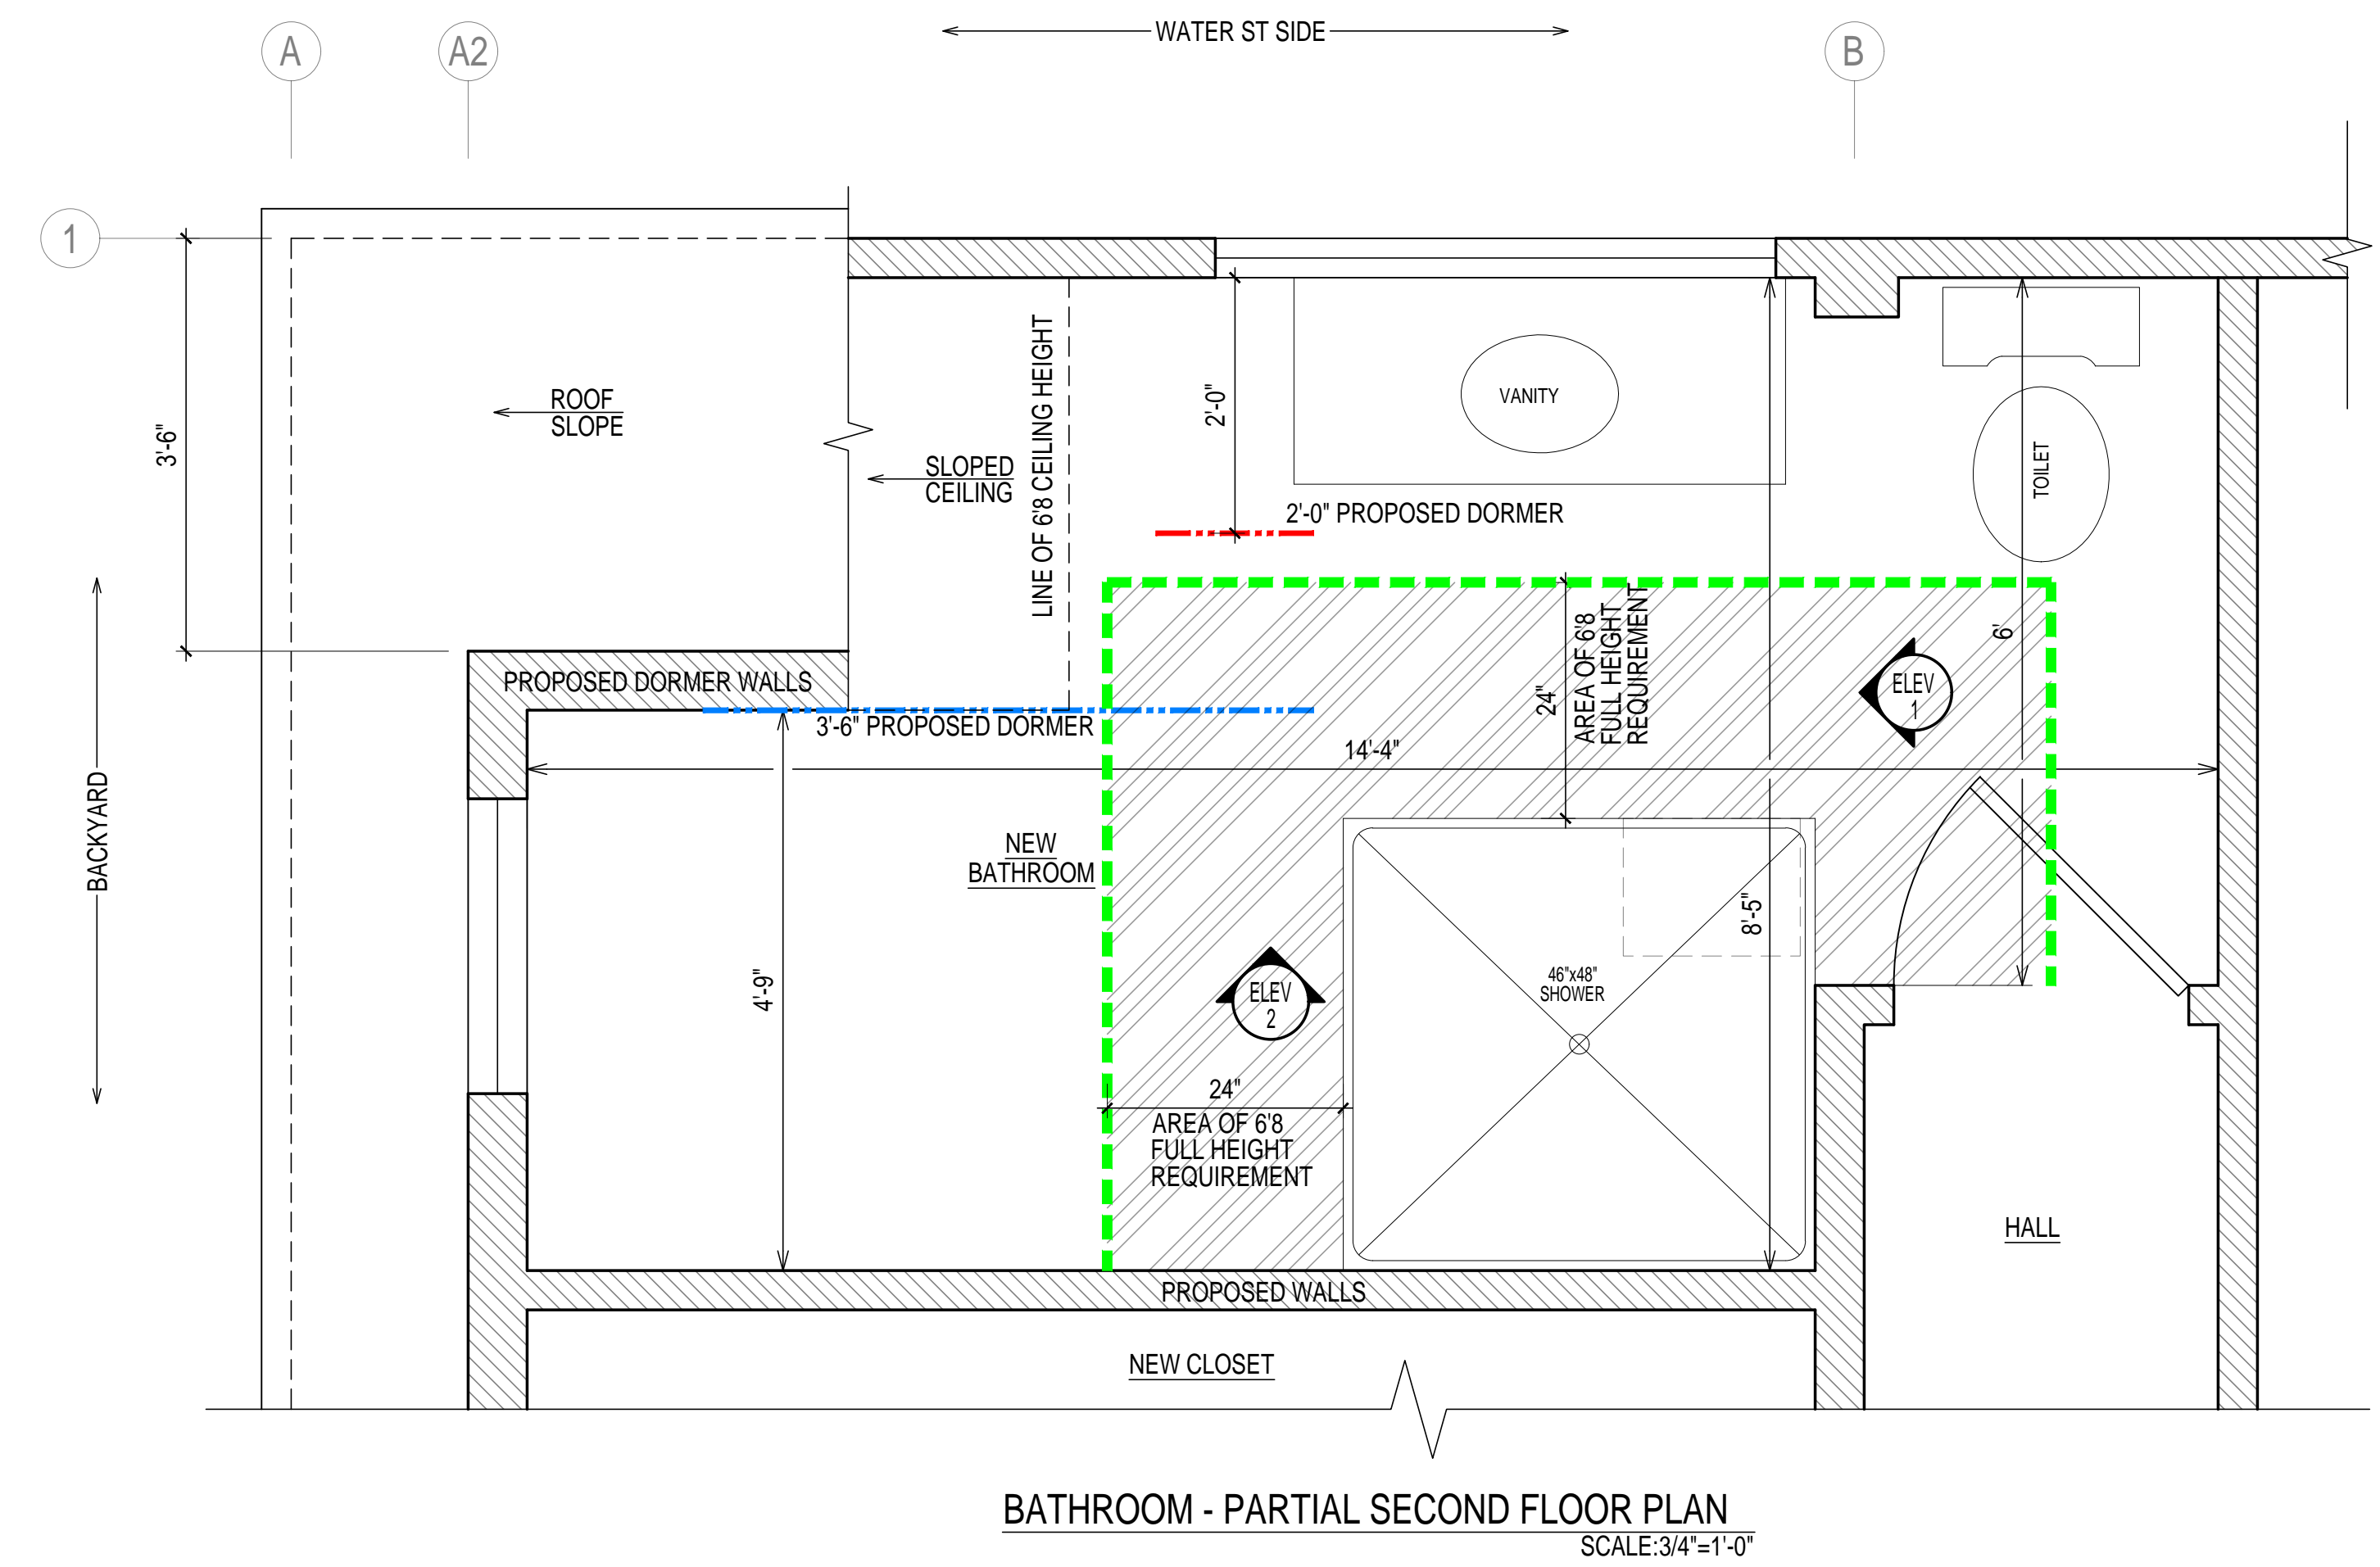 WATER ST SIDE
A
A2
B
1
3'-6"
ROOF
SLOPE
SLOPED
CEILING
LINE OF 6'8 CEILING HEIGHT
2'-0"
VANITY
TOILET
2'-0" PROPOSED DORMER
PROPOSED DORMER WALLS
3'-6" PROPOSED DORMER
24"
AREA OF 6'8
FULL HEIGHT
REQUIREMENT
6'
ELEV
1
14'-4"
BACKYARD
NEW
BATHROOM
4'-9"
8'-5"
ELEV
2
46"x48"
SHOWER
24"
AREA OF 6'8
FULL HEIGHT
REQUIREMENT
HALL
PROPOSED WALLS
NEW CLOSET
BATHROOM - PARTIAL SECOND FLOOR PLAN
SCALE:3/4"=1'-0"